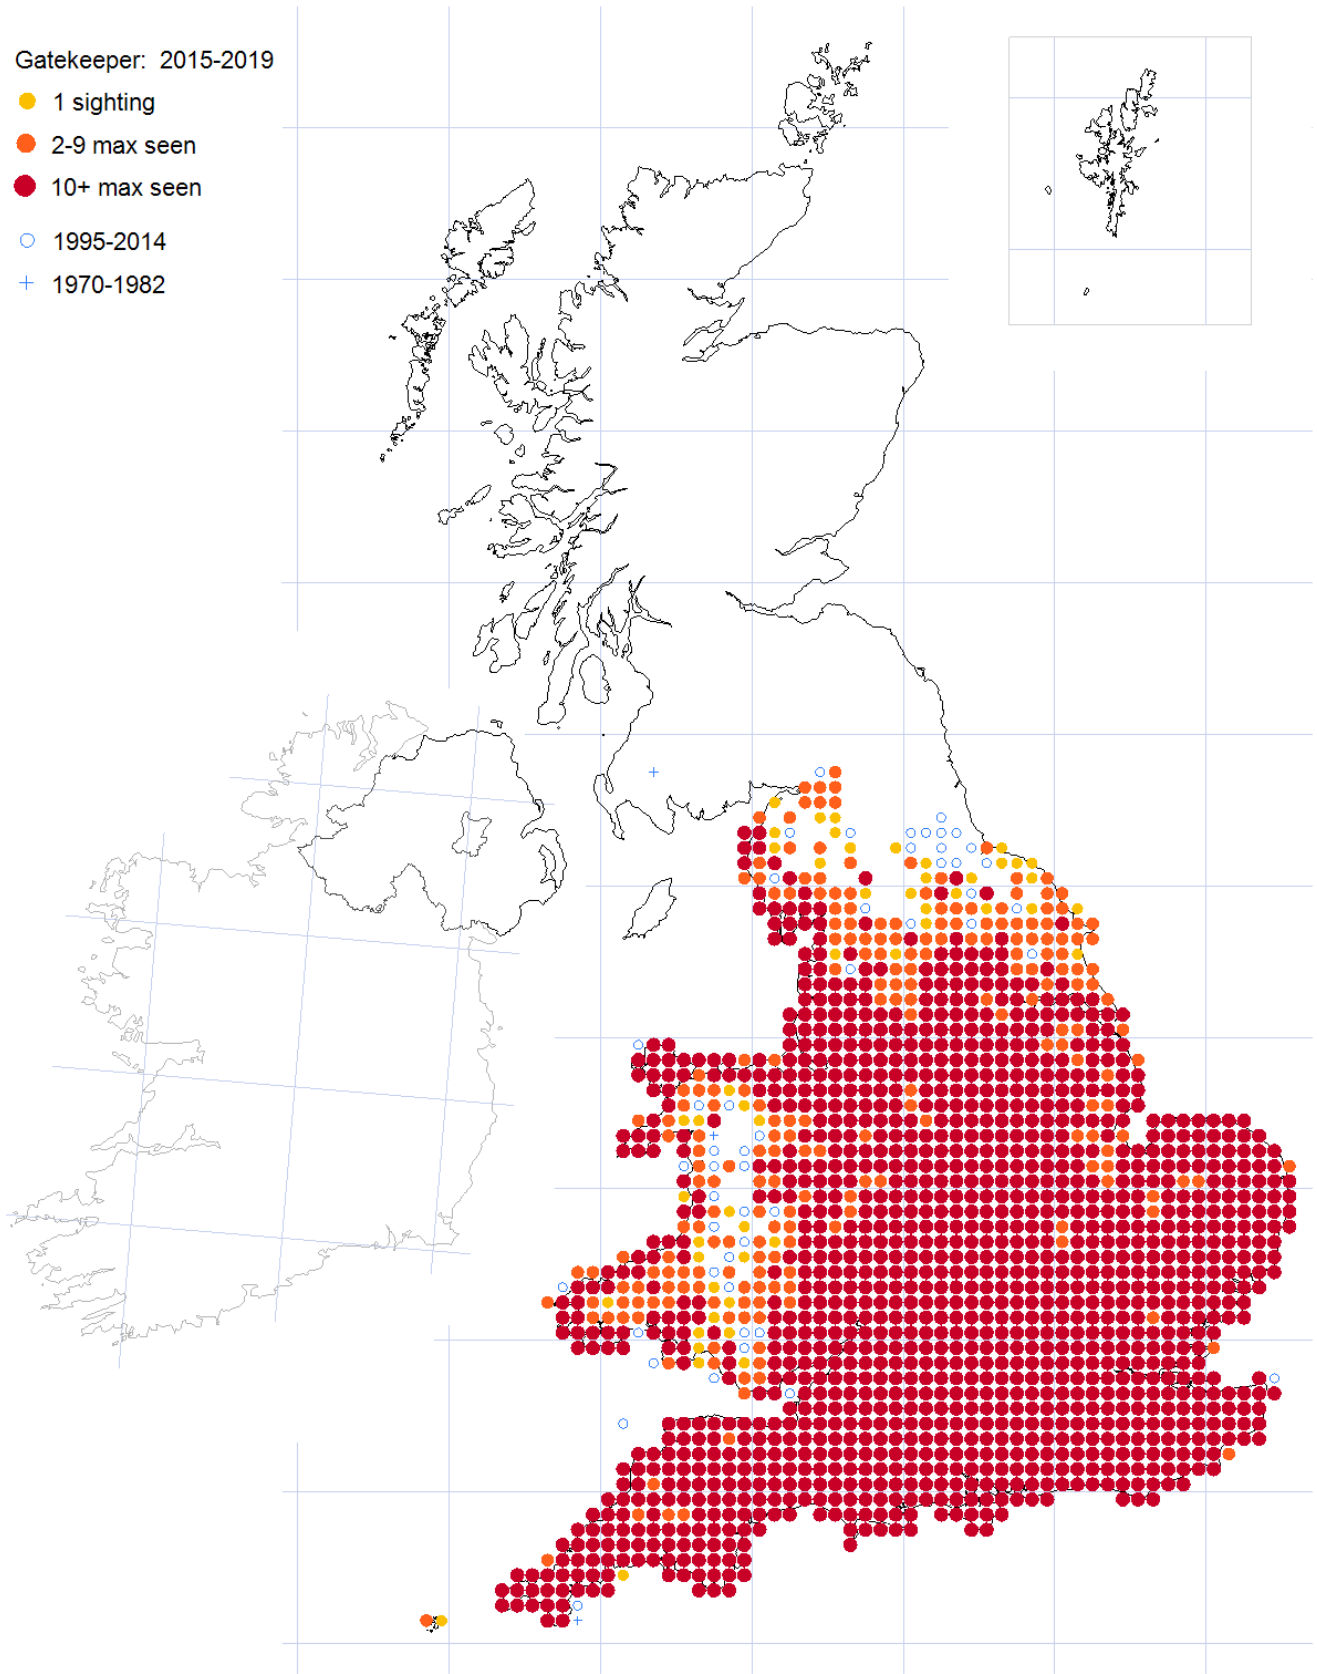 Gatekeeper: 2015-2019
1 sighting
2-9 max seen
10+ max seen
1995-2014
1970-1982